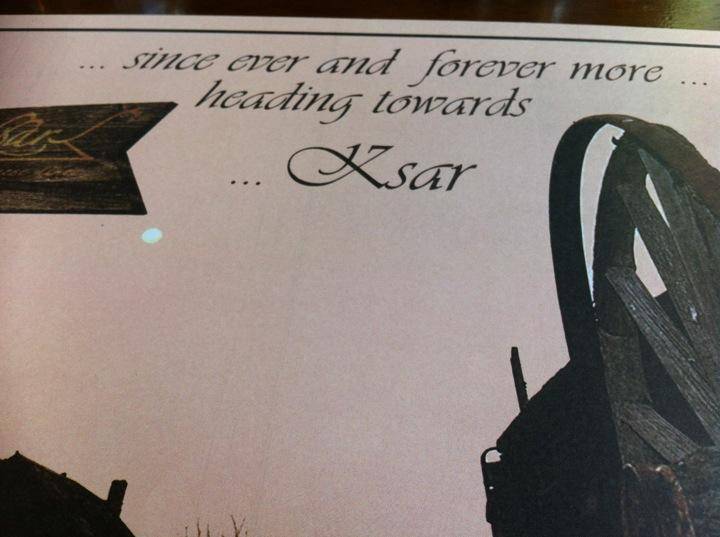 ... since ever and forever more ...
heading towards
... Ksar